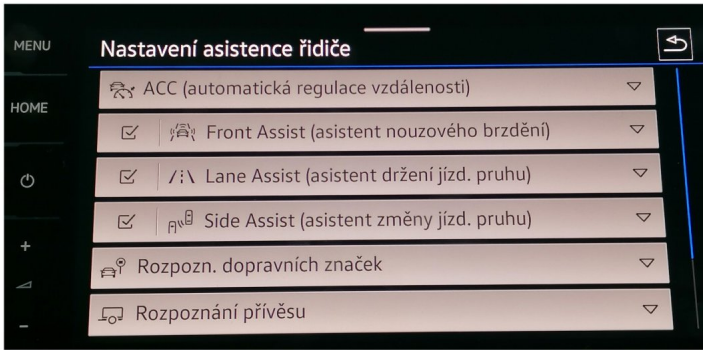 MENU
Nastavení asistence řidiče
ACC (automatická regulace vzdálenosti)
HOME
Front Assist (asistent nouzového brzdění)
Lane Assist (asistent držení jízd. pruhu)
Side Assist (asistent změny jízd. pruhu)
+
Rozpozn. dopravních značek
Rozpoznání přívěsu
-